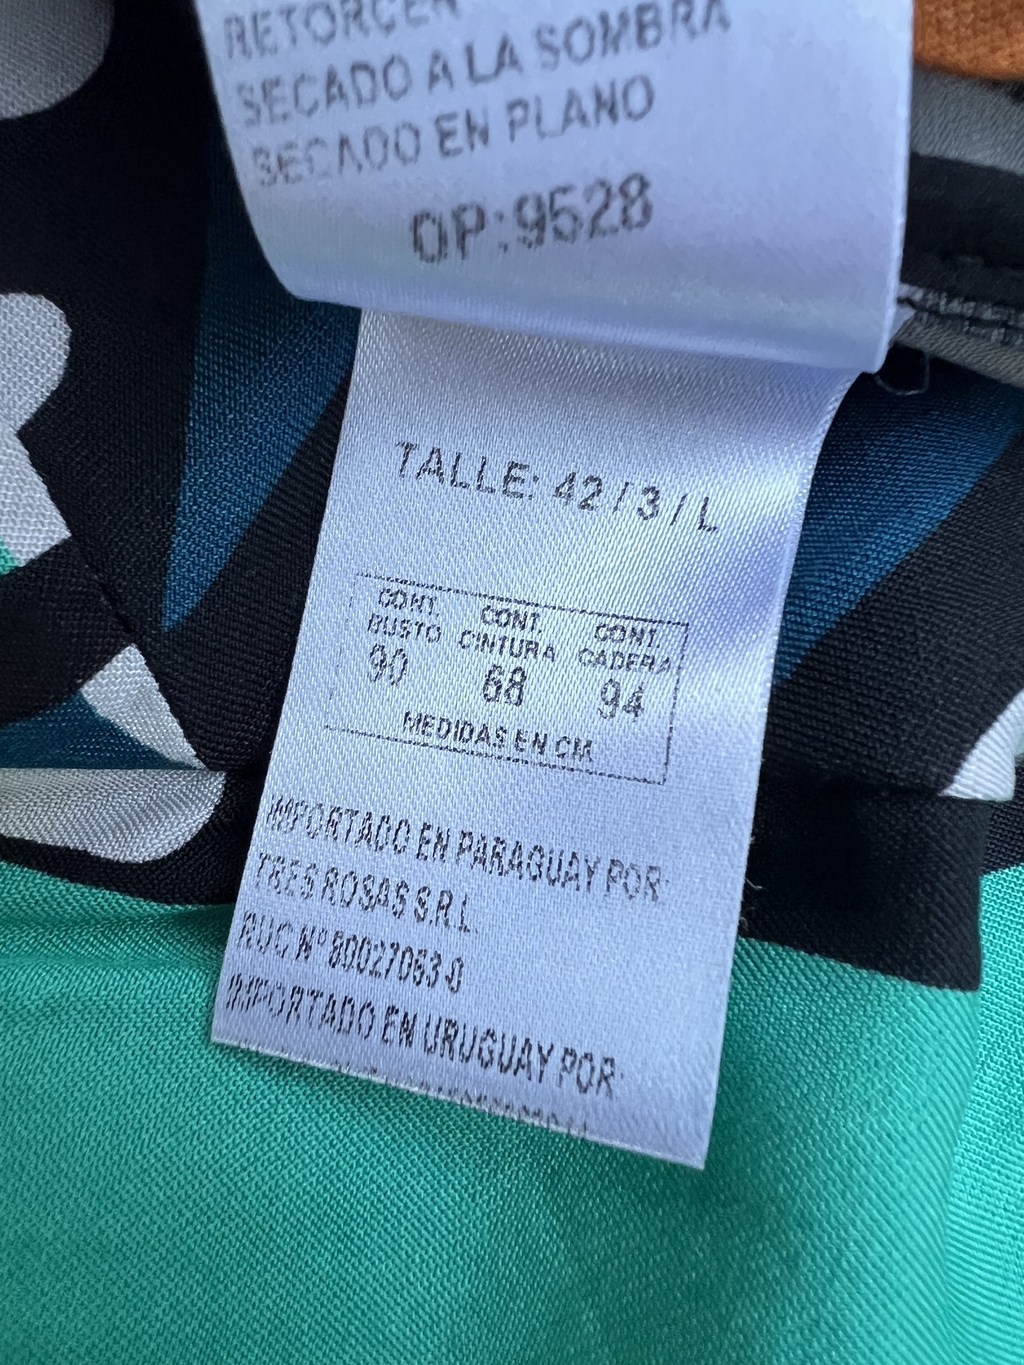 RETORCER
SECADO A LA SOMBRA
SECADO EN PLANO
OP:9528
TALLE: 42/3/L
CONT. CONT. CONT.
BUSTO CINTURA CADERA
90 68 94
MEDIDAS EN CM.
IMPORTADO EN PARAGUAY POR:
TRES ROSAS S.R.L
RUC N° 80027063-0
IMPORTADO EN URUGUAY POR: